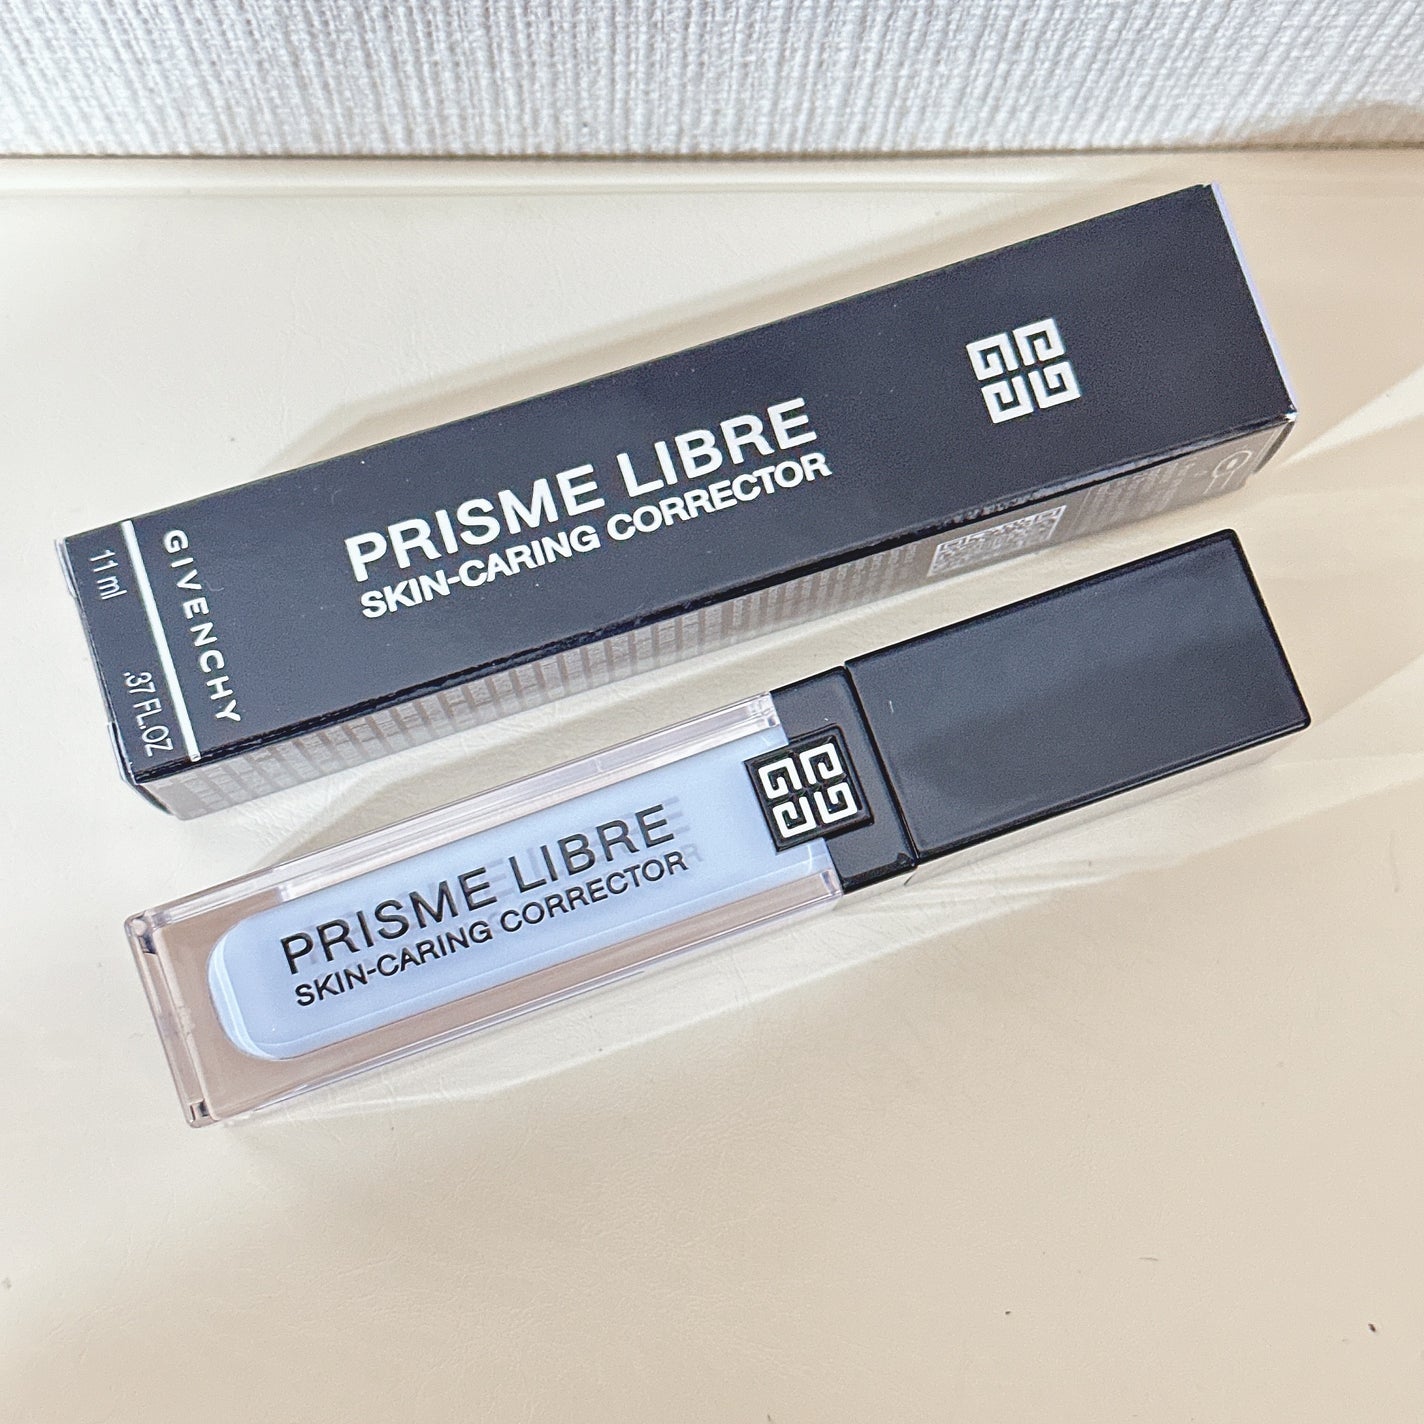 PRISME LIBRE
SKIN-CARING CORRECTOR
GIVENCHY
11 ml
.37 FL.OZ
PRISME LIBRE
SKIN-CARING CORRECTOR